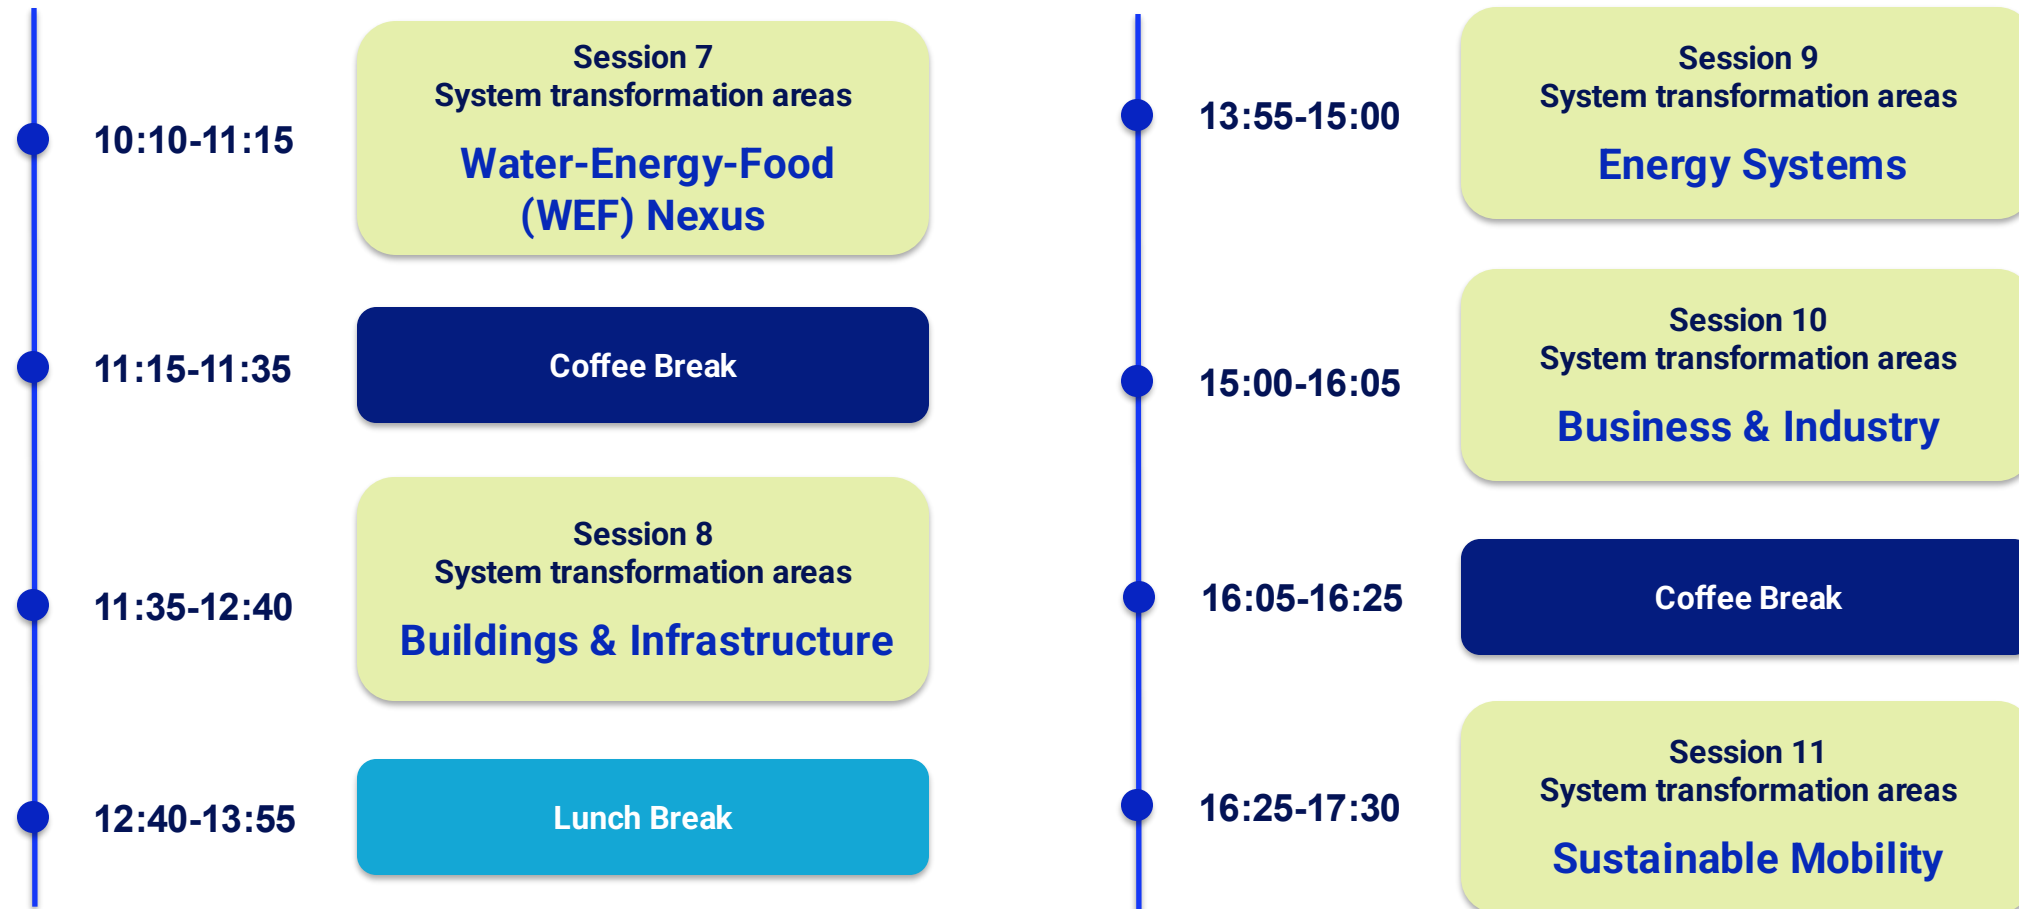 10:10-11:15
Session 7
System transformation areas
Water-Energy-Food
(WEF) Nexus
11:15-11:35
Coffee Break
11:35-12:40
Session 8
System transformation areas
Buildings & Infrastructure
12:40-13:55
Lunch Break
13:55-15:00
Session 9
System transformation areas
Energy Systems
15:00-16:05
Session 10
System transformation areas
Business & Industry
16:05-16:25
Coffee Break
16:25-17:30
Session 11
System transformation areas
Sustainable Mobility